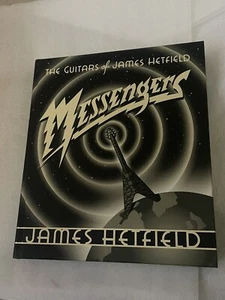 THE GUITARS of JAMES HETFIELD
MESSENGERS
JAMES HETFIELD